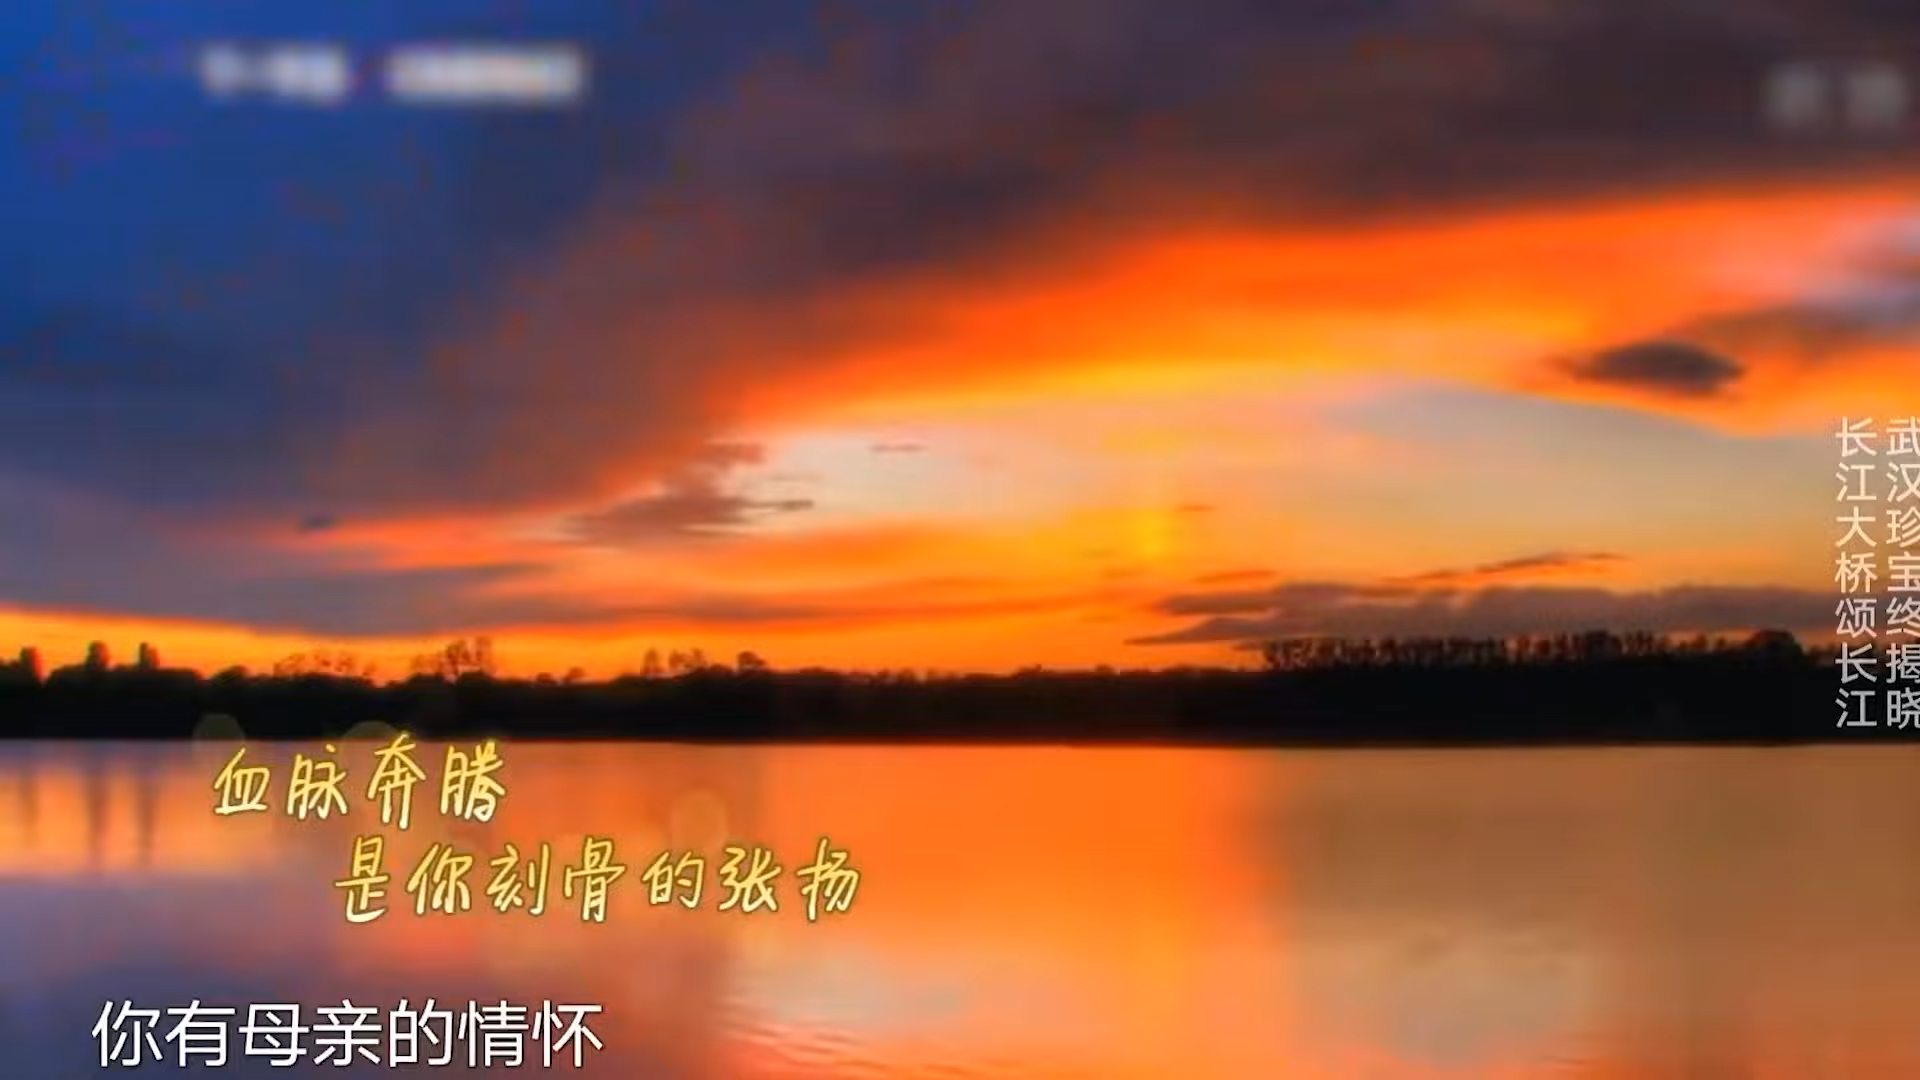 武汉珍宝终揭晓
长江大桥颂长江
血脉奔腾
是你刻骨的张扬
你有母亲的情怀